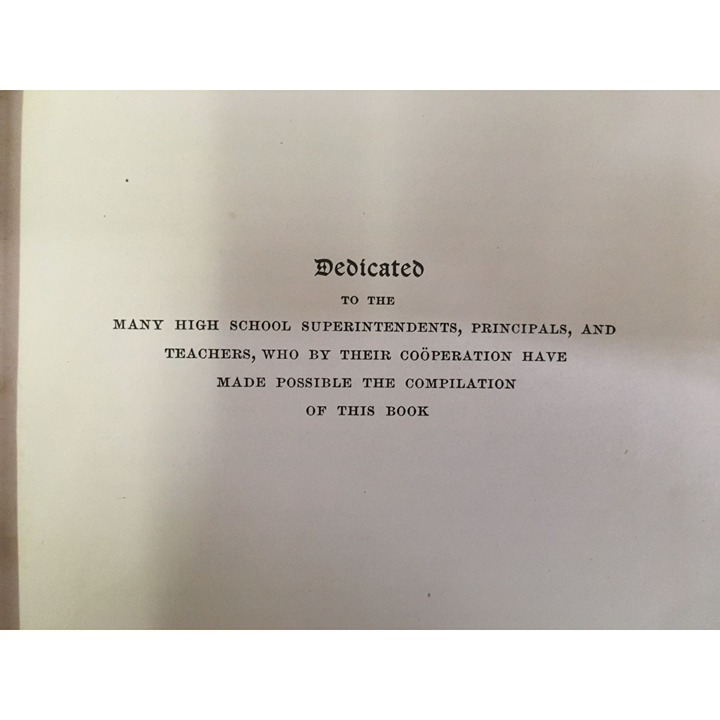 Dedicated
TO THE
MANY HIGH SCHOOL SUPERINTENDENTS, PRINCIPALS, AND
TEACHERS, WHO BY THEIR COÖPERATION HAVE
MADE POSSIBLE THE COMPILATION
OF THIS BOOK